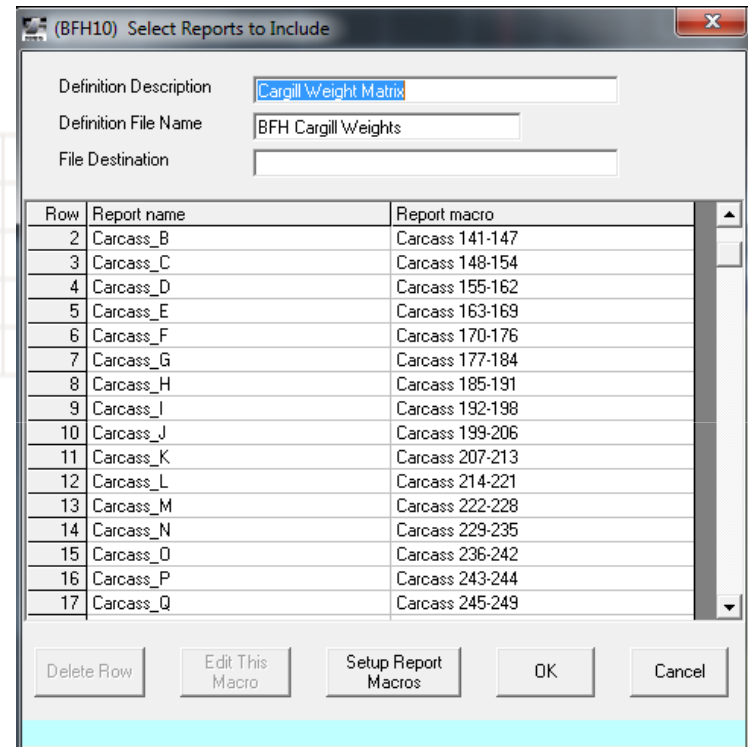 (BFH10) Select Reports to Include
Definition Description Cargill Weight Matrix
Definition File Name BFH Cargill Weights
File Destination
Row Report name Report macro
2 Carcass_B Carcass 141-147
3 Carcass_C Carcass 148-154
4 Carcass_D Carcass 155-162
5 Carcass_E Carcass 163-169
6 Carcass_F Carcass 170-176
7 Carcass_G Carcass 177-184
8 Carcass_H Carcass 185-191
9 Carcass_I Carcass 192-198
10 Carcass_J Carcass 199-206
11 Carcass_K Carcass 207-213
12 Carcass_L Carcass 214-221
13 Carcass_M Carcass 222-228
14 Carcass_N Carcass 229-235
15 Carcass_O Carcass 236-242
16 Carcass_P Carcass 243-244
17 Carcass_Q Carcass 245-249
Delete Row Edit This Macro Setup Report Macros OK Cancel